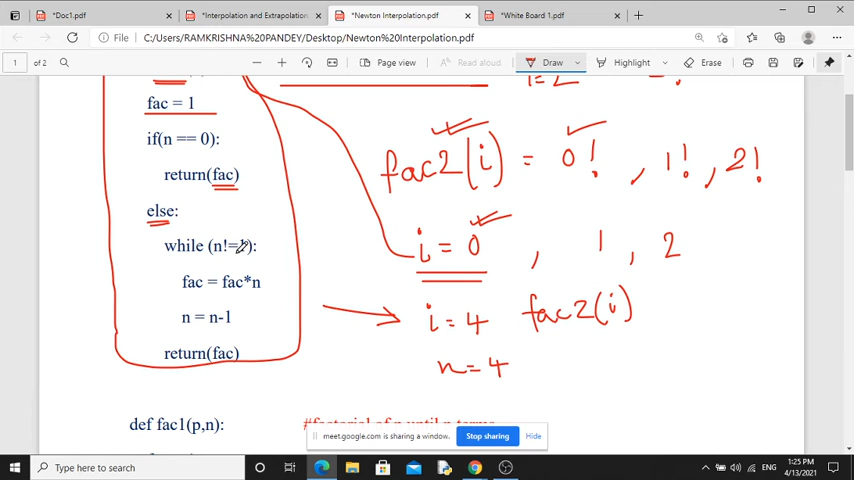 *Doc1.pdf
*Interpolation and Extrapolation
*Newton Interpolation.pdf
*White Board 1.pdf
File
C:/Users/RAMKRISHNA%20PANDEY/Desktop/Newton%20Interpolation.pdf
1 of 2
Page view
Read aloud
Draw
Highlight
Erase
fac = 1
if(n == 0):
return(fac)
else:
while (n!=1):
fac = fac*n
n = n-1
return(fac)
fac2(i) = 0! , 1! , 2!
i = 0 , 1 , 2
i = 4 fac2(i)
n = 4
def fac1(p,n):
meet.google.com is sharing a window.
Stop sharing
Hide
Type here to search
ENG
1:25 PM
4/13/2021